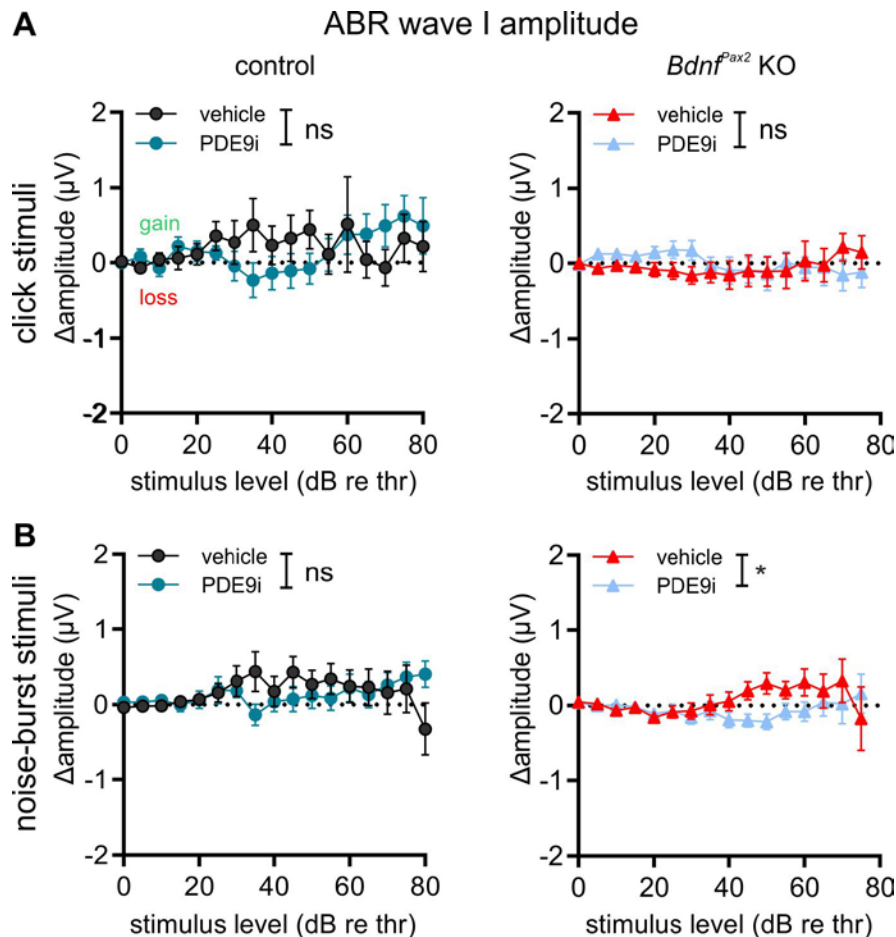 A
ABR wave I amplitude
control
Bdnf^Pax2 KO
click stimuli
Δamplitude (µV)
2
1
0
-1
-2
vehicle
PDE9i
ns
gain
loss
0 20 40 60 80
stimulus level (dB re thr)
Δamplitude (µV)
2
1
0
-1
-2
vehicle
PDE9i
ns
0 20 40 60 80
stimulus level (dB re thr)
B
noise-burst stimuli
Δamplitude (µV)
2
1
0
-1
-2
vehicle
PDE9i
ns
0 20 40 60 80
stimulus level (dB re thr)
Δamplitude (µV)
2
1
0
-1
-2
vehicle
PDE9i
*
0 20 40 60 80
stimulus level (dB re thr)